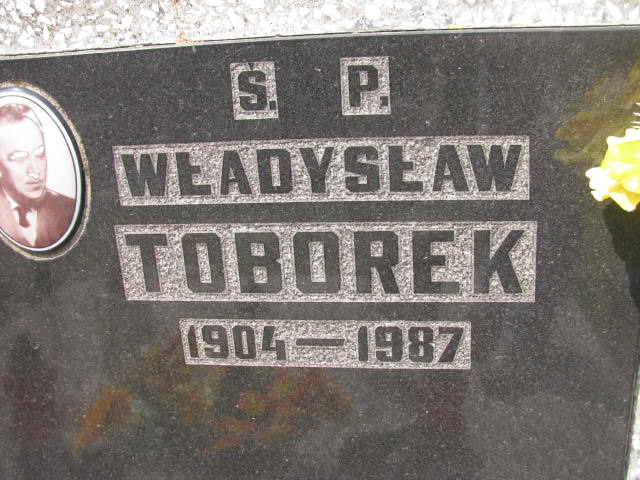 Ś. P.
WŁADYSŁAW
TOBOREK
1904 — 1987